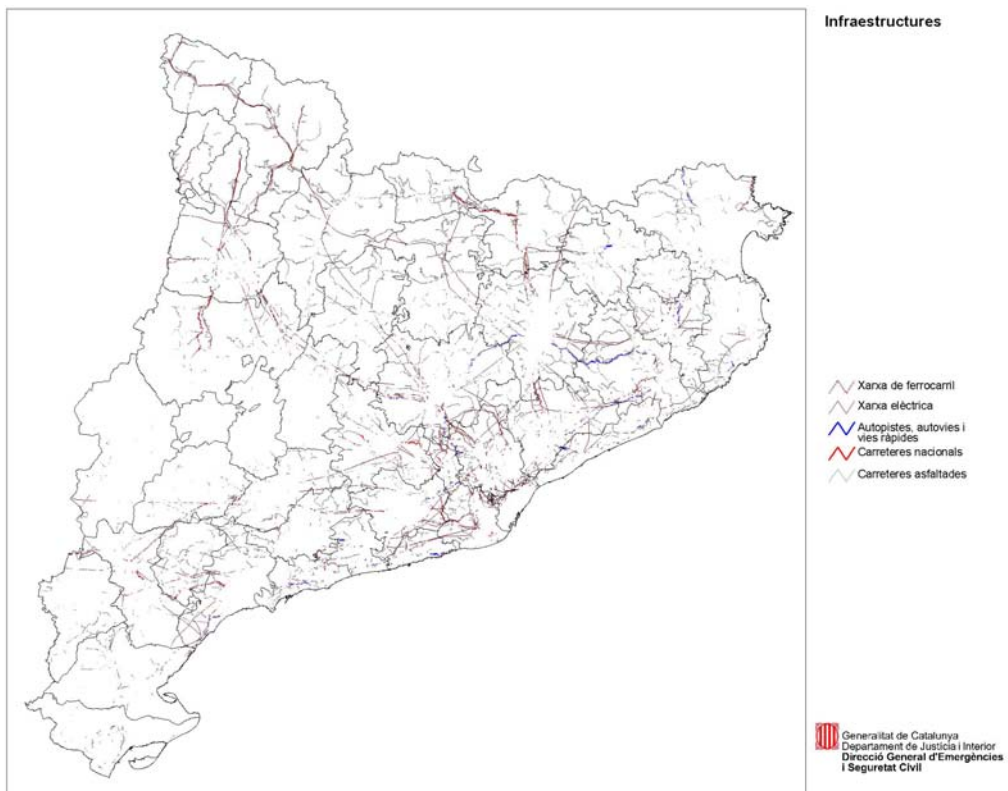 Infraestructures
Xarxa de ferrocarril
Xarxa elèctrica
Autopistes, autovies i
vies ràpides
Carreteres nacionals
Carreteres asfaltades
Generalitat de Catalunya
Departament de Justícia i Interior
Direcció General d'Emergències
i Seguretat Civil